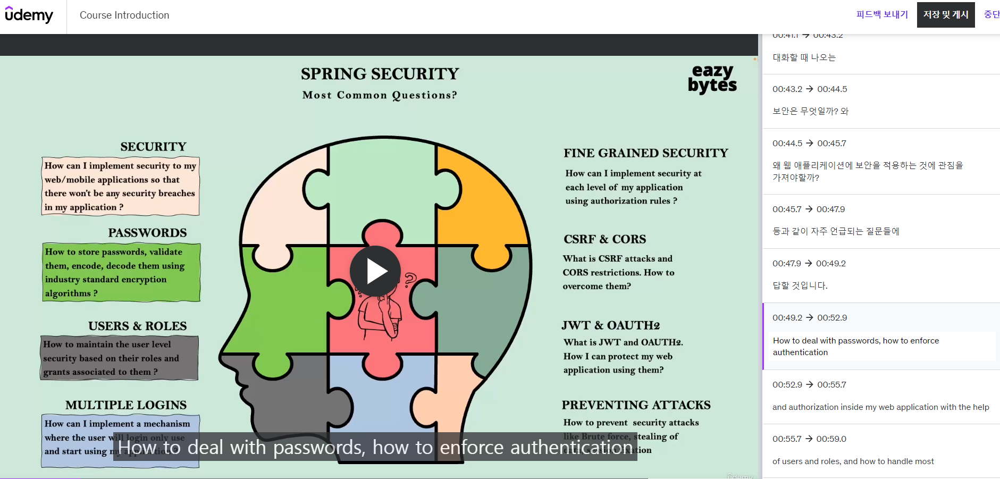 ûdemy
Course Introduction
피드백 보내기
저장 및 게시
중단
SPRING SECURITY
Most Common Questions?
eazy
bytes
SECURITY
How can I implement security to my
web/mobile applications so that
there won't be any security breaches
in my application ?
PASSWORDS
How to store passwords, validate
them, encode, decode them using
industry standard encryption
algorithms ?
USERS & ROLES
How to maintain the user level
security based on their roles and
grants associated to them ?
MULTIPLE LOGINS
How can I implement a mechanism
where the user will login only use
and start using my application ?
FINE GRAINED SECURITY
How can I implement security at
each level of my application
using authorization rules ?
CSRF & CORS
What is CSRF attacks and
CORS restrictions. How to
overcome them?
JWT & OAUTH2
What is JWT and OAUTH2.
How I can protect my web
application using them?
PREVENTING ATTACKS
How to prevent security attacks
like Brute force, stealing of
data, session fixation
How to deal with passwords, how to enforce authentication
ûdemy
00:41.1 → 00:43.2
대화할 때 나오는
00:43.2 → 00:44.5
보안은 무엇일까? 와
00:44.5 → 00:45.7
왜 웹 애플리케이션에 보안을 적용하는 것에 관짐을
가져야할까?
00:45.7 → 00:47.9
등과 같이 자주 언급되는 질문들에
00:47.9 → 00:49.2
답할 것입니다.
00:49.2 → 00:52.9
How to deal with passwords, how to enforce
authentication
00:52.9 → 00:55.7
and authorization inside my web application with the help
00:55.7 → 00:59.0
of users and roles, and how to handle most